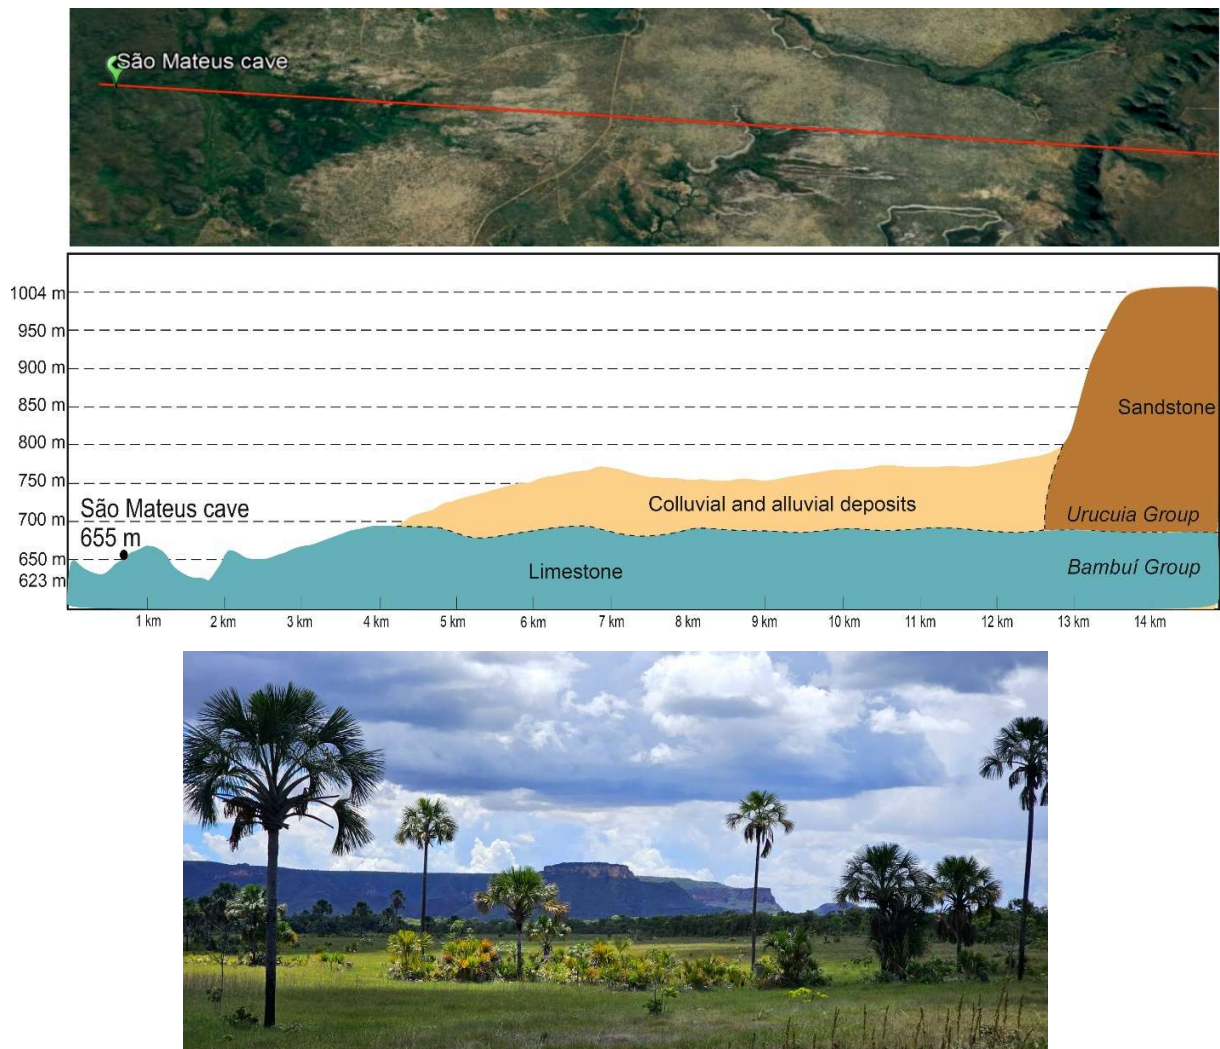 São Mateus cave
1004 m
950 m
900 m
850 m
Sandstone
800 m
750 m
Colluvial and alluvial deposits
São Mateus cave
700 m
Urucuia Group
655 m
650 m
Limestone
Bambuí Group
623 m
1 km 2 km 3 km 4 km 5 km 6 km 7 km 8 km 9 km 10 km 11 km 12 km 13 km 14 km